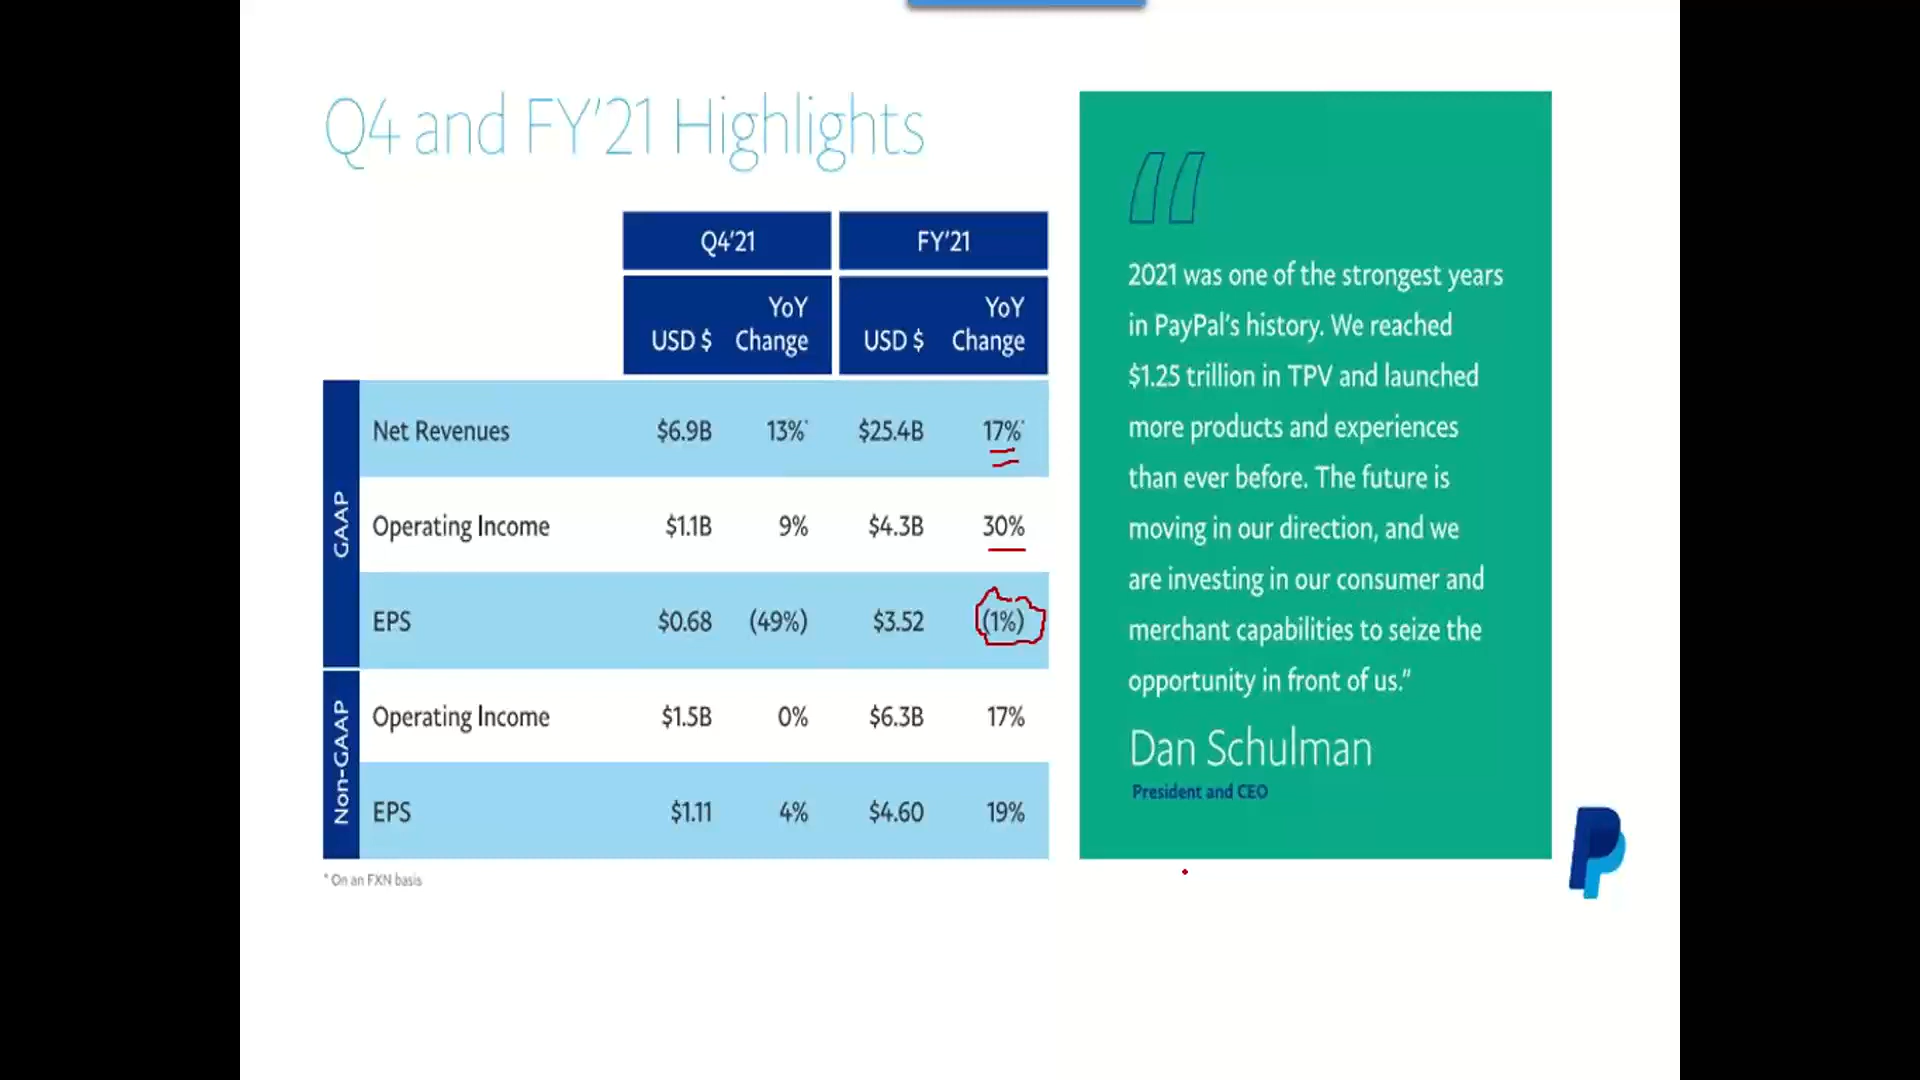 Q4 and FY'21 Highlights
Q4'21 FY'21
USD $ YoY Change USD $ YoY Change
GAAP
Net Revenues $6.9B 13%* $25.4B 17%*
Operating Income $1.1B 9% $4.3B 30%
EPS $0.68 (49%) $3.52 (1%)
Non-GAAP
Operating Income $1.5B 0% $6.3B 17%
EPS $1.11 4% $4.60 19%
* On an FXN basis
“
2021 was one of the strongest years
in PayPal's history. We reached
$1.25 trillion in TPV and launched
more products and experiences
than ever before. The future is
moving in our direction, and we
are investing in our consumer and
merchant capabilities to seize the
opportunity in front of us.”
Dan Schulman
President and CEO